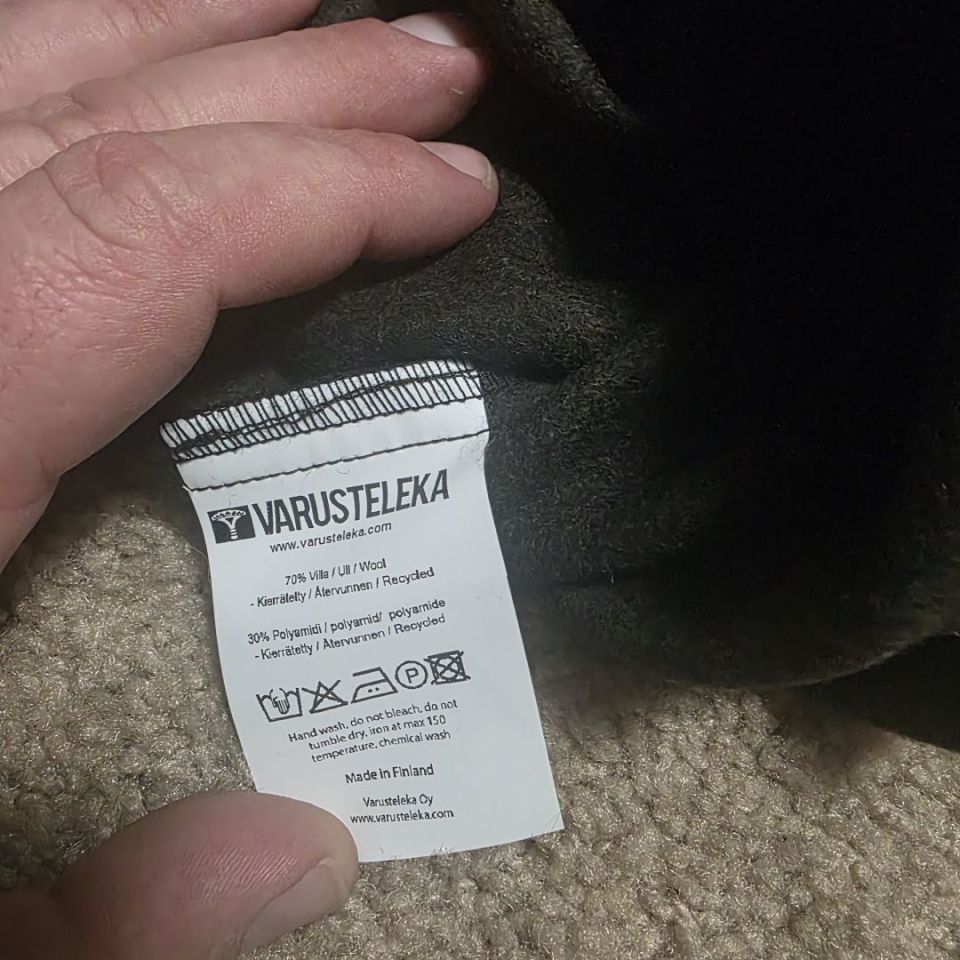 VARUSTELEKA
www.varusteleka.com
70% Villa / Ull / Wool
- Kierrätetty / Återvunnen / Recycled
30% Polyamidi / polyamid/ polyamide
- Kierrätetty / Återvunnen / Recycled
P
Hand wash, do not bleach, do not
tumble dry, iron at max 150
temperature, chemical wash
Made in Finland
Varusteleka Oy
www.varusteleka.com